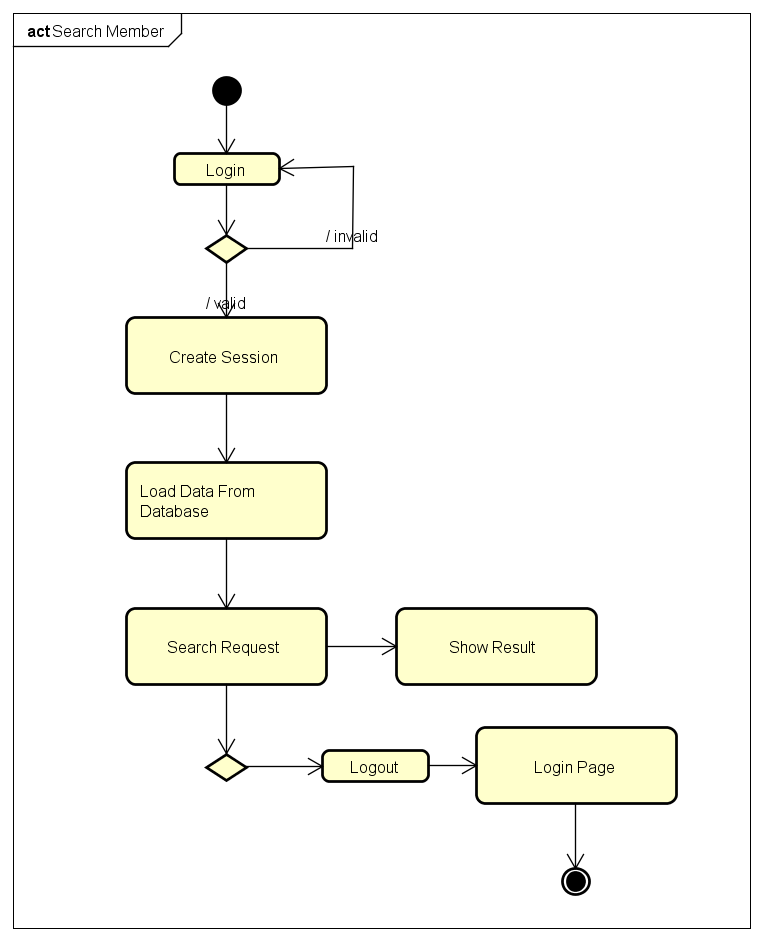 act Search Member
Login
/ invalid
/ valid
Create Session
Load Data From
Database
Search Request
Show Result
Logout
Login Page